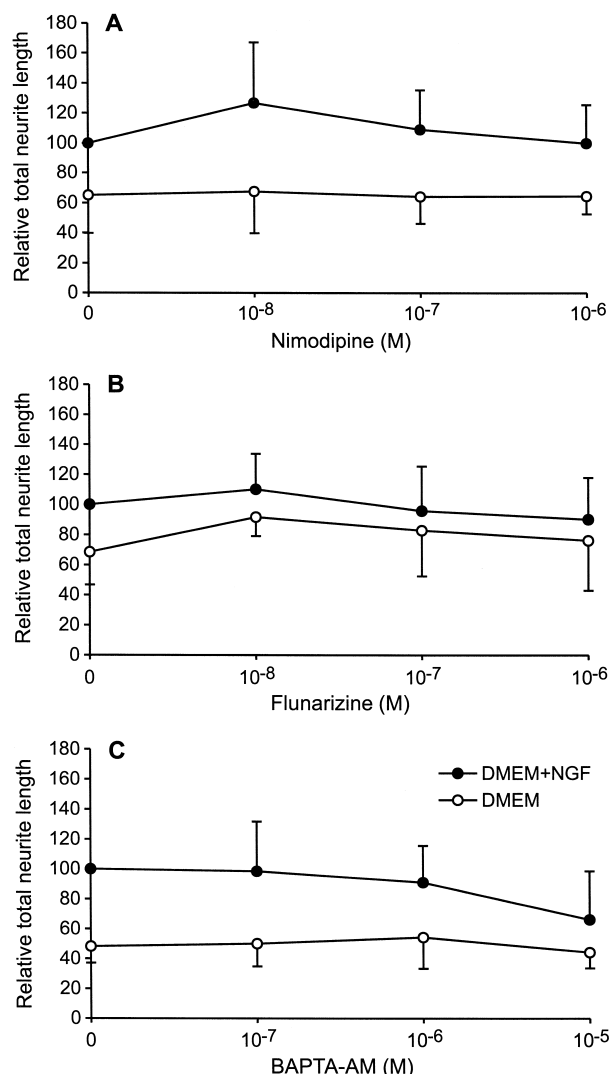 A
Relative total neurite length
180
160
140
120
100
80
60
40
20
0
0 10-8 10-7 10-6
Nimodipine (M)
B
Relative total neurite length
180
160
140
120
100
80
60
40
20
0
0 10-8 10-7 10-6
Flunarizine (M)
C
Relative total neurite length
180
160
140
120
100
80
60
40
20
0
DMEM+NGF
DMEM
0 10-7 10-6 10-5
BAPTA-AM (M)